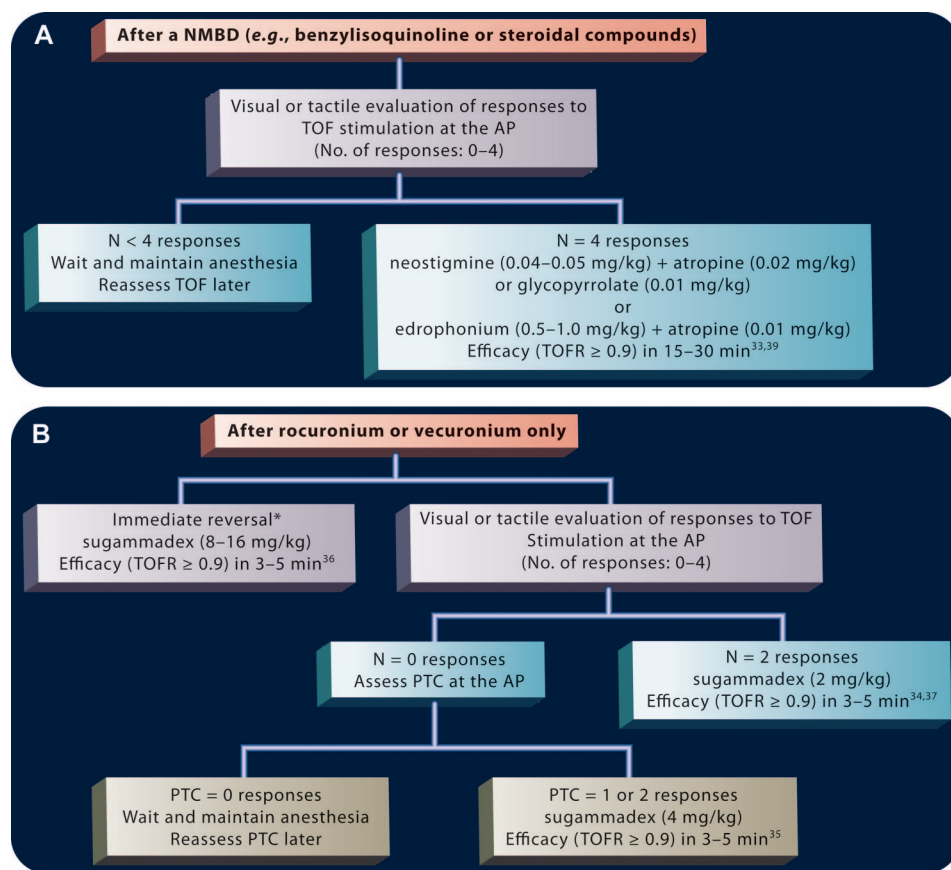 A
After a NMBD (e.g., benzylisoquinoline or steroidal compounds)
Visual or tactile evaluation of responses to
TOF stimulation at the AP
(No. of responses: 0–4)
N < 4 responses
Wait and maintain anesthesia
Reassess TOF later
N = 4 responses
neostigmine (0.04–0.05 mg/kg) + atropine (0.02 mg/kg)
or glycopyrrolate (0.01 mg/kg)
or
edrophonium (0.5–1.0 mg/kg) + atropine (0.01 mg/kg)
Efficacy (TOFR ≥ 0.9) in 15–30 min33,39
B
After rocuronium or vecuronium only
Immediate reversal*
sugammadex (8–16 mg/kg)
Efficacy (TOFR ≥ 0.9) in 3–5 min36
Visual or tactile evaluation of responses to TOF
Stimulation at the AP
(No. of responses: 0–4)
N = 0 responses
Assess PTC at the AP
N = 2 responses
sugammadex (2 mg/kg)
Efficacy (TOFR ≥ 0.9) in 3–5 min34,37
PTC = 0 responses
Wait and maintain anesthesia
Reassess PTC later
PTC = 1 or 2 responses
sugammadex (4 mg/kg)
Efficacy (TOFR ≥ 0.9) in 3–5 min35